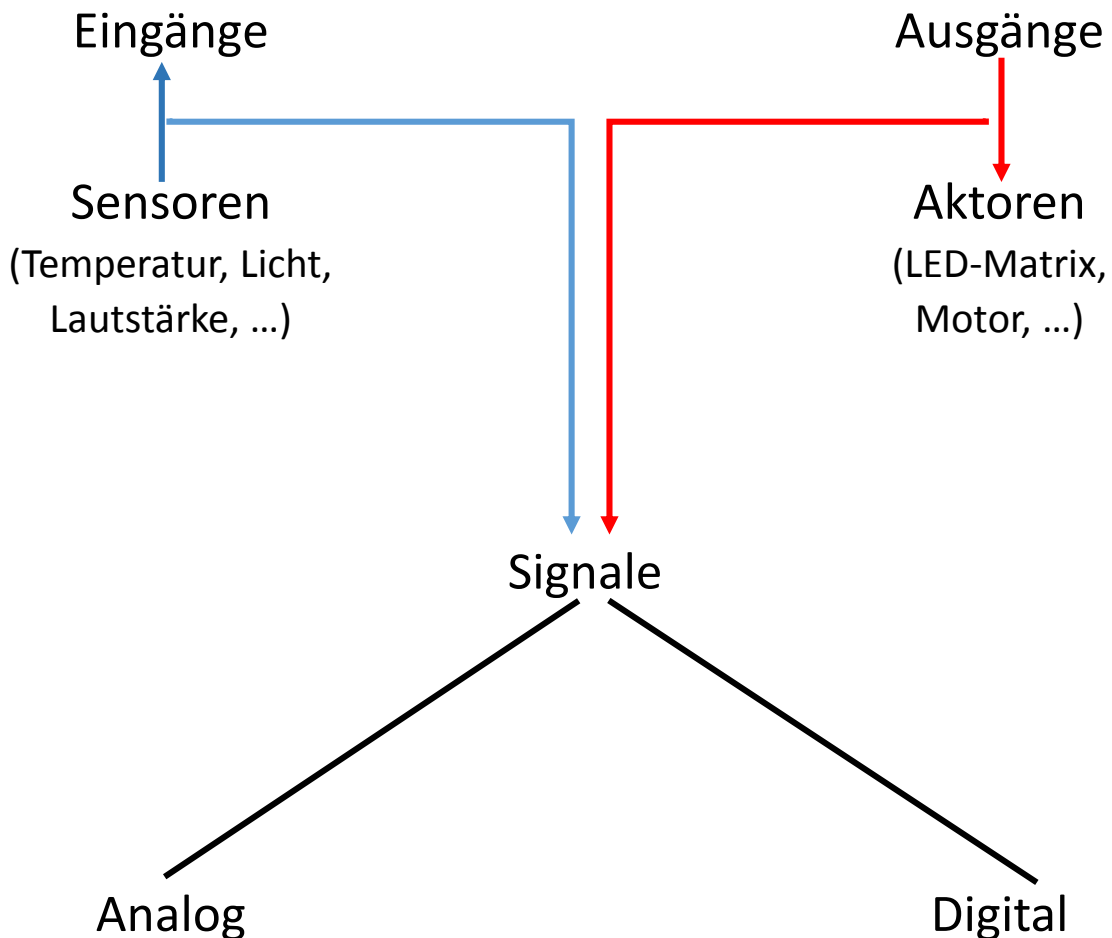 Eingänge
Ausgänge
Sensoren
(Temperatur, Licht,
Lautstärke, …)
Aktoren
(LED-Matrix,
Motor, …)
Signale
Analog
Digital